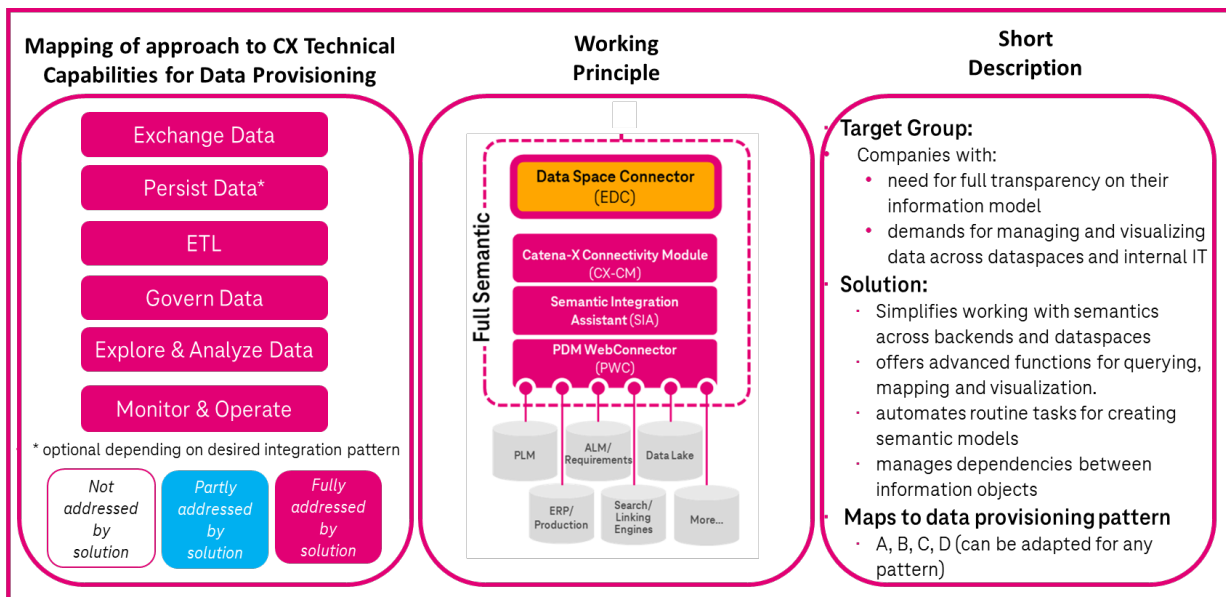 Mapping of approach to CX Technical
Capabilities for Data Provisioning
Exchange Data
Persist Data*
ETL
Govern Data
Explore & Analyze Data
Monitor & Operate
* optional depending on desired integration pattern
Not
addressed
by
solution
Partly
addressed
by
solution
Fully
addressed
by
solution
Working
Principle
Full Semantic
Data Space Connector
(EDC)
Catena-X Connectivity Module
(CX-CM)
Semantic Integration
Assistant (SIA)
PDM WebConnector
(PWC)
PLM
ALM/
Requirements
Data Lake
ERP/
Production
Search/
Linking
Engines
More...
Short
Description
· Target Group:
• Companies with:
• need for full transparency on their
information model
• demands for managing and visualizing
data across dataspaces and internal IT
· Solution:
· Simplifies working with semantics
across backends and dataspaces
· offers advanced functions for querying,
mapping and visualization.
· automates routine tasks for creating
semantic models
· manages dependencies between
information objects
· Maps to data provisioning pattern
· A, B, C, D (can be adapted for any
pattern)